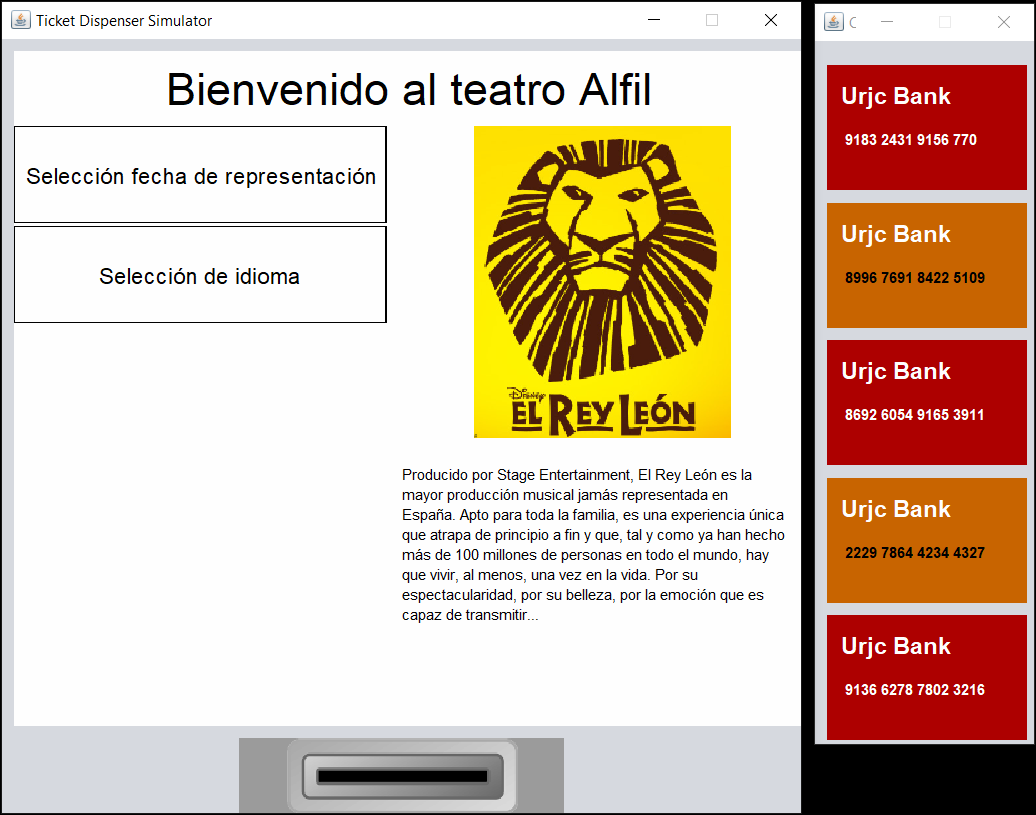 Ticket Dispenser Simulator
Bienvenido al teatro Alfil
Selección fecha de representación
Selección de idioma
Disney
EL REY LEÓN
Producido por Stage Entertainment, El Rey León es la
mayor producción musical jamás representada en
España. Apto para toda la familia, es una experiencia única
que atrapa de principio a fin y que, tal y como ya han hecho
más de 100 millones de personas en todo el mundo, hay
que vivir, al menos, una vez en la vida. Por su
espectacularidad, por su belleza, por la emoción que es
capaz de transmitir...
C
Urjc Bank
9183 2431 9156 770
Urjc Bank
8996 7691 8422 5109
Urjc Bank
8692 6054 9165 3911
Urjc Bank
2229 7864 4234 4327
Urjc Bank
9136 6278 7802 3216